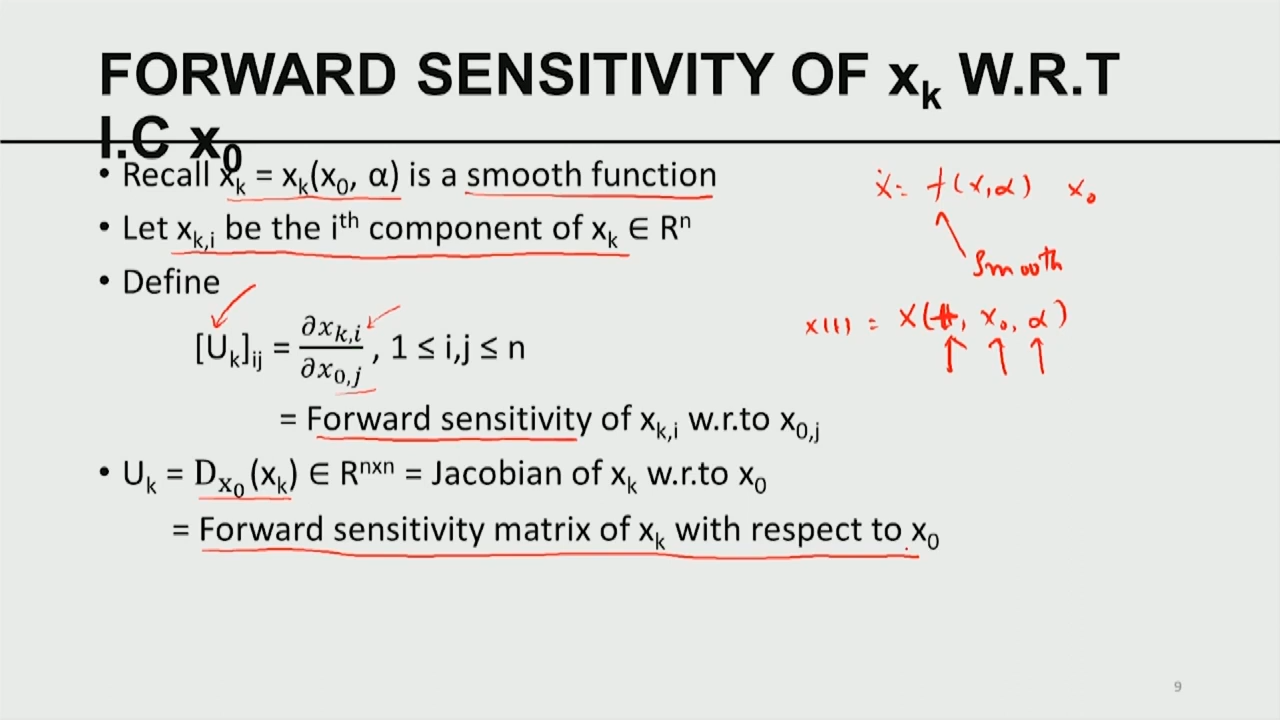 FORWARD SENSITIVITY OF xₖ W.R.T
I.C x₀
• Recall xₖ = xₖ(x₀, α) is a smooth function
ẋ = f(x,α) x₀
• Let xₖ,ᵢ be the iᵗʰ component of xₖ ∈ Rⁿ
smooth
• Define
x(t) = x(t, x₀, α)
[Uₖ]ᵢⱼ = ∂xₖ,ᵢ/∂x₀,ⱼ , 1 ≤ i,j ≤ n
= Forward sensitivity of xₖ,ᵢ w.r.to x₀,ⱼ
• Uₖ = Dₓ₀(xₖ) ∈ Rⁿˣⁿ = Jacobian of xₖ w.r.to x₀
= Forward sensitivity matrix of xₖ with respect to x₀
9